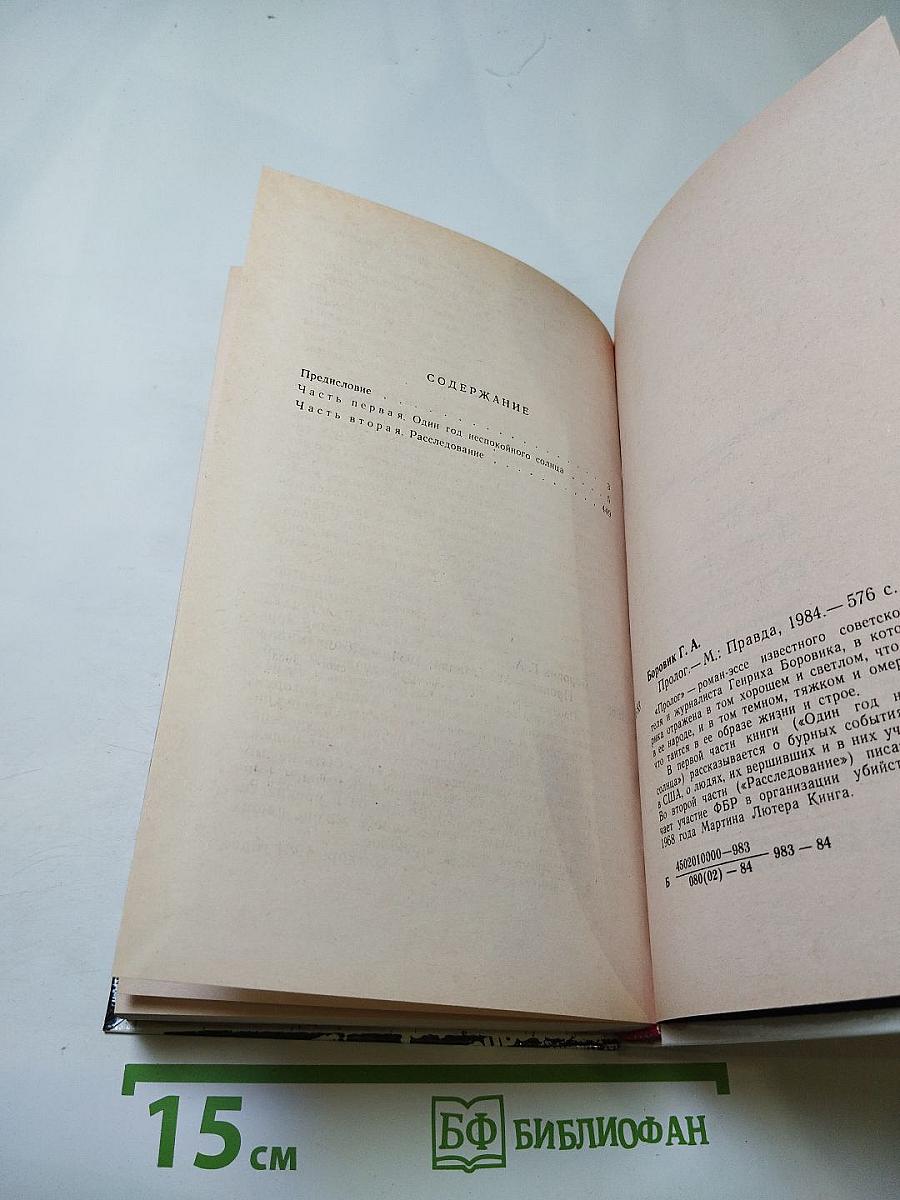 СОДЕРЖАНИЕ
Предисловие . . . . . . . . . . . . . . 3
Часть первая. Один год неспокойного солнца . . . . 5
Часть вторая. Расследование . . . . . . . . .
Боровик Г. А.
Пролог.— М.: Правда, 1984.— 576 с.
«Пролог» — роман-эссе известного советско
теля и журналиста Генриха Боровика, в кото
рика отражена в том хорошем и светлом, что
в ее народе, и в том темном, тяжком и омер
что таится в ее образе жизни и строе.
В первой части книги («Один год н
солнца») рассказывается о бурных события
в США, о людях, их вершивших и в них уч
Во второй части («Расследование») писа
чает участие ФБР в организации убийст
1968 года Мартина Лютера Кинга.
Б 4502010000—983
080(02)—84 983—84
15 см
БФ БИБЛИОФАН